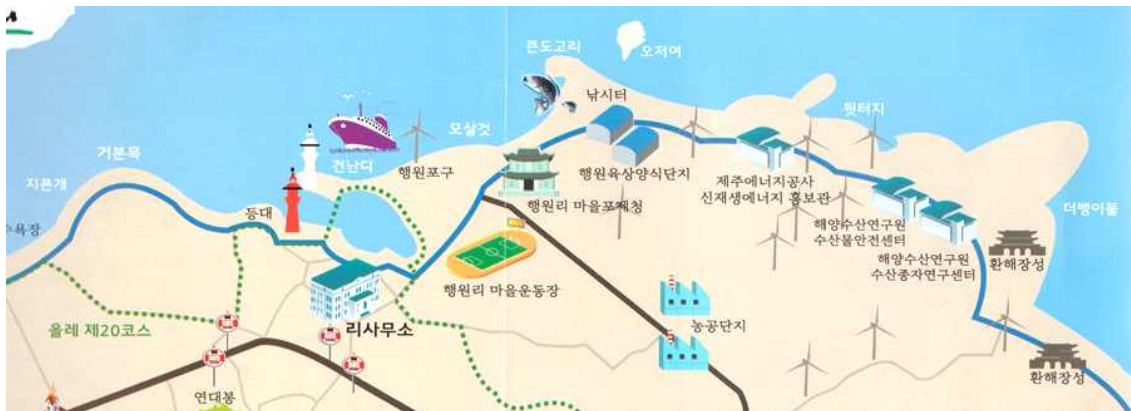 큰도고리
오저여
낚시터
모살것
뒷터지
거분목
건난디
행원포구
지픈개
등대
행원육상양식단지
제주에너지공사
신재생에너지 홍보관
행원리 마을포제청
더뱅이물
욕장
해양수산연구원
수산물안전센터
해양수산연구원
수산종자연구센터
환해장성
행원리 마을운동장
올레 제20코스
리사무소
농공단지
환해장성
연대봉